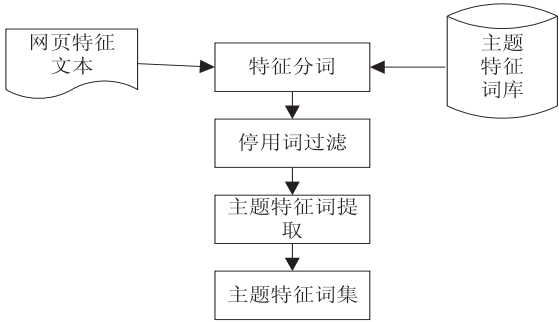 网页特征
文本
特征分词
主题
特征
词库
停用词过滤
主题特征词提
取
主题特征词集